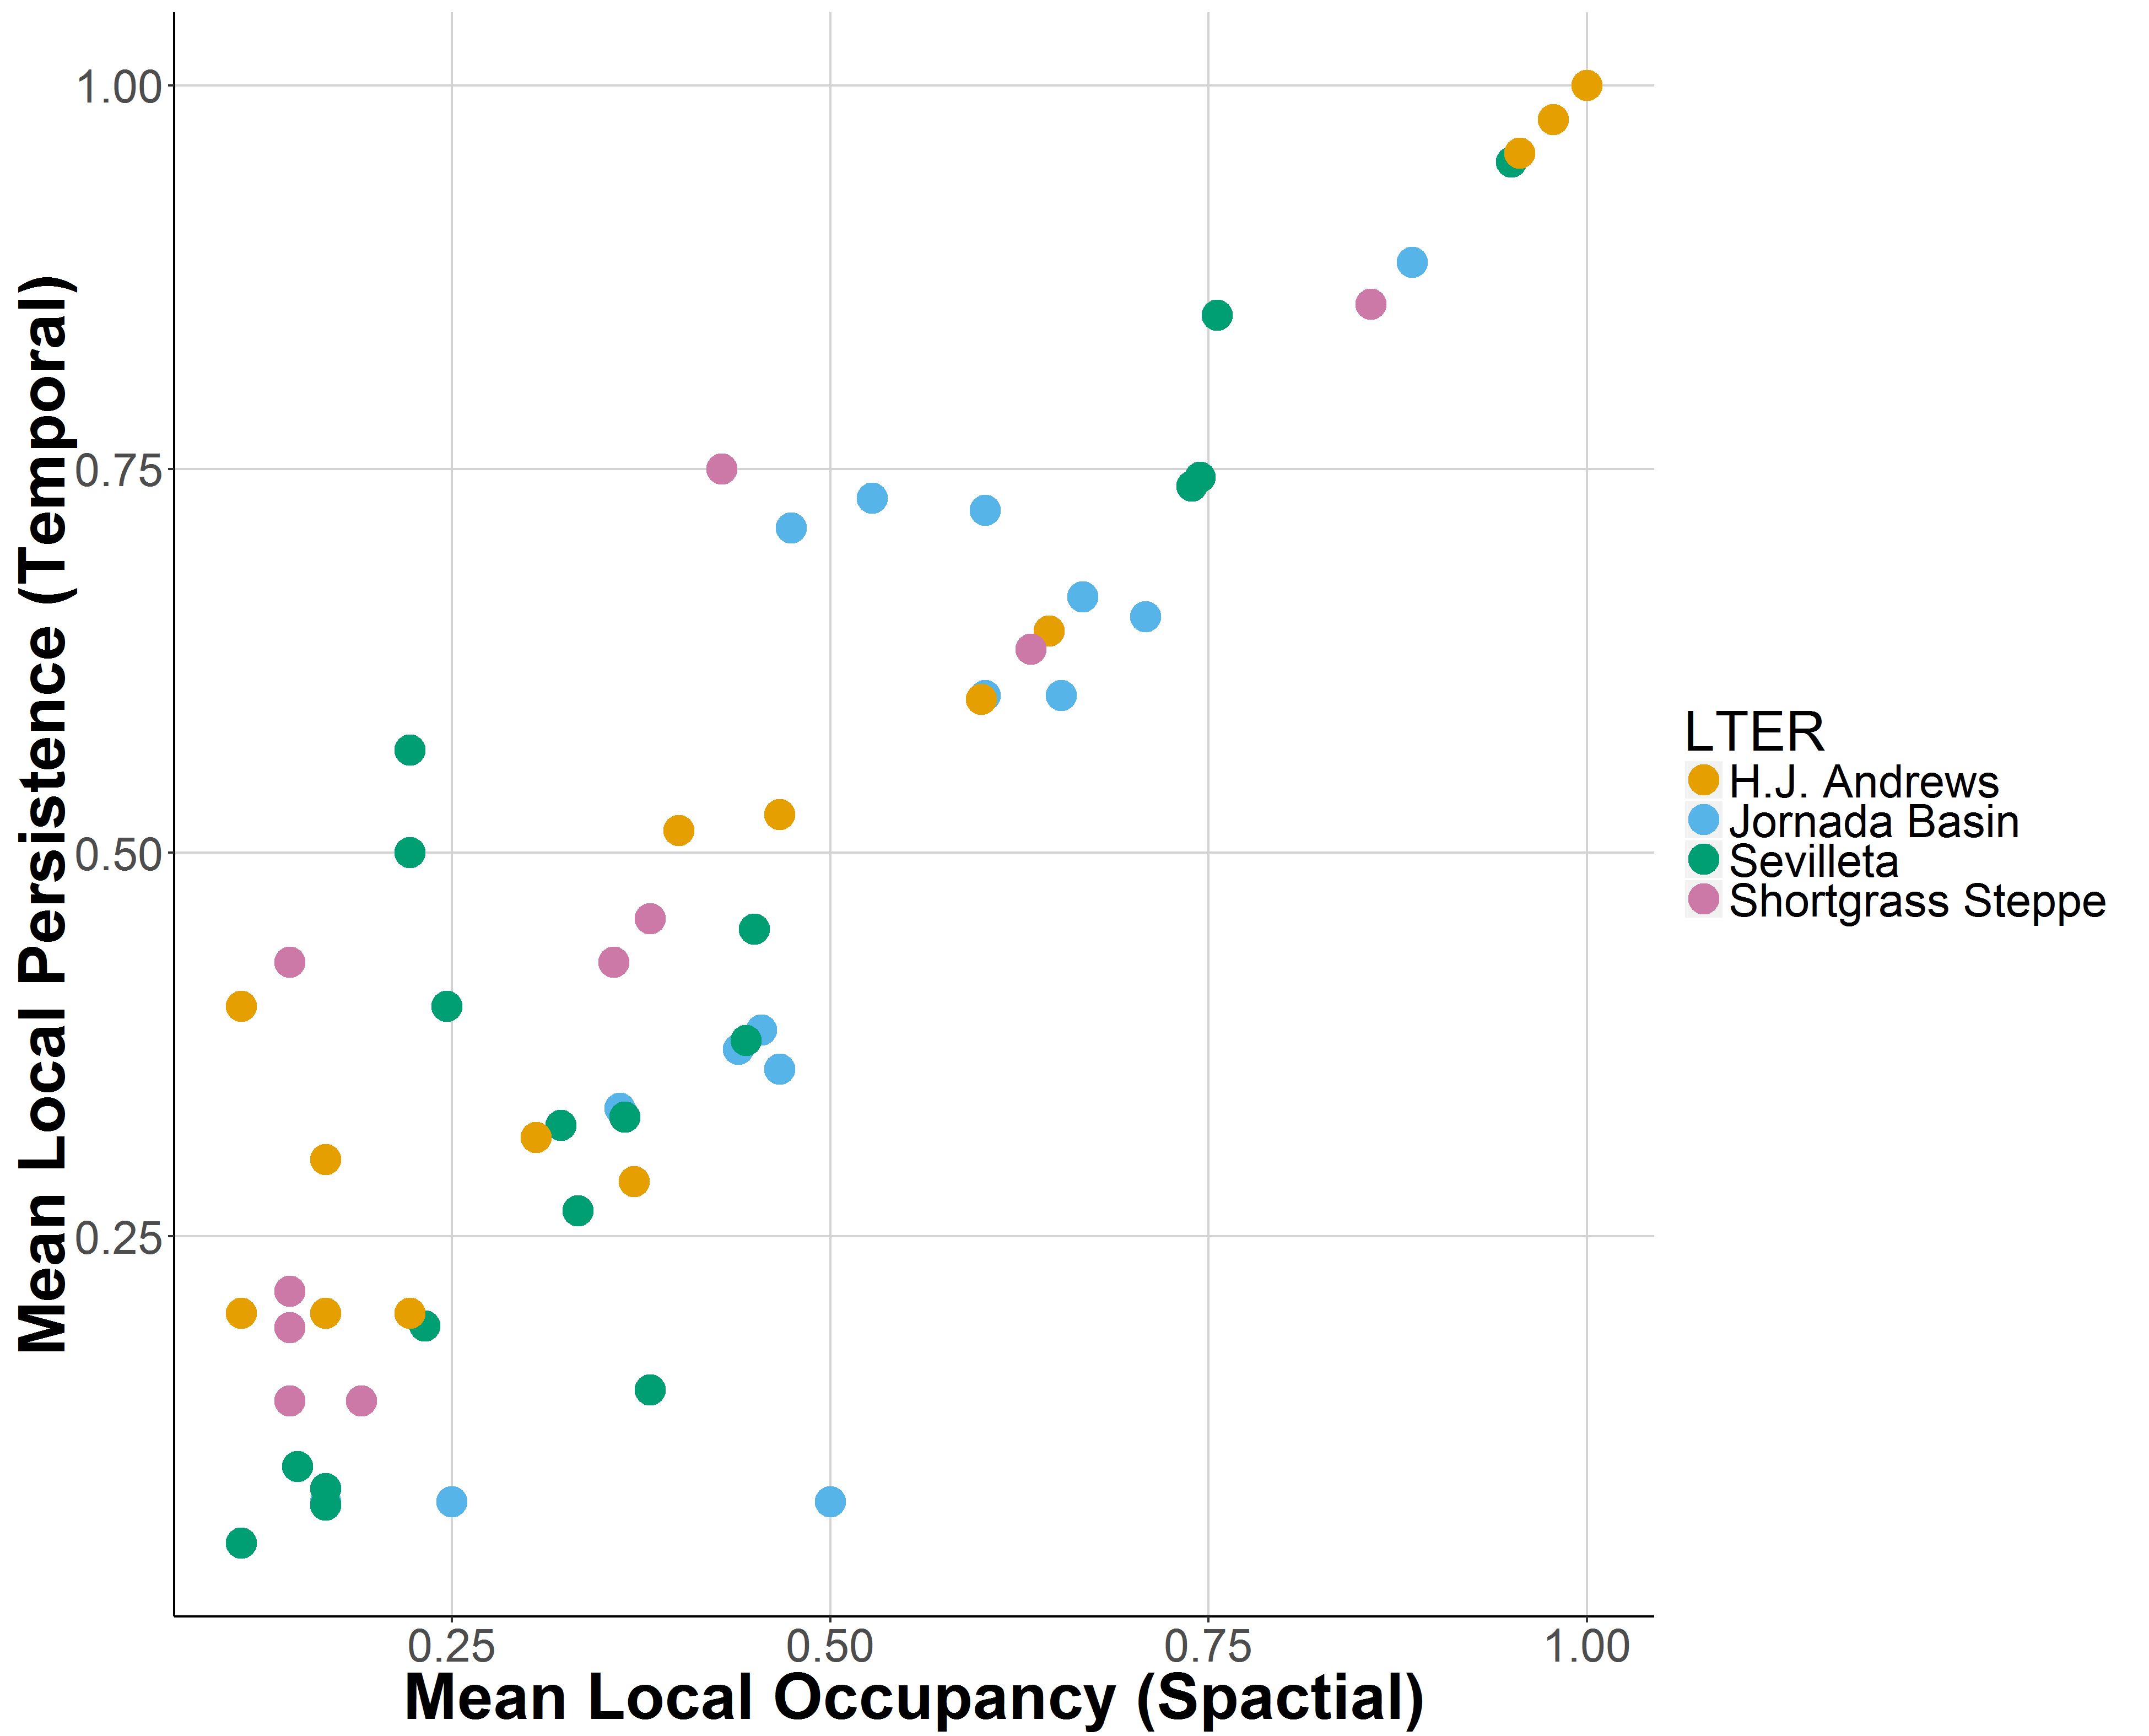 Mean Local Persistence (Temporal)
1.00
0.75
0.50
0.25
0.25 0.50 0.75 1.00
Mean Local Occupancy (Spactial)
LTER
H.J. Andrews
Jornada Basin
Sevilleta
Shortgrass Steppe